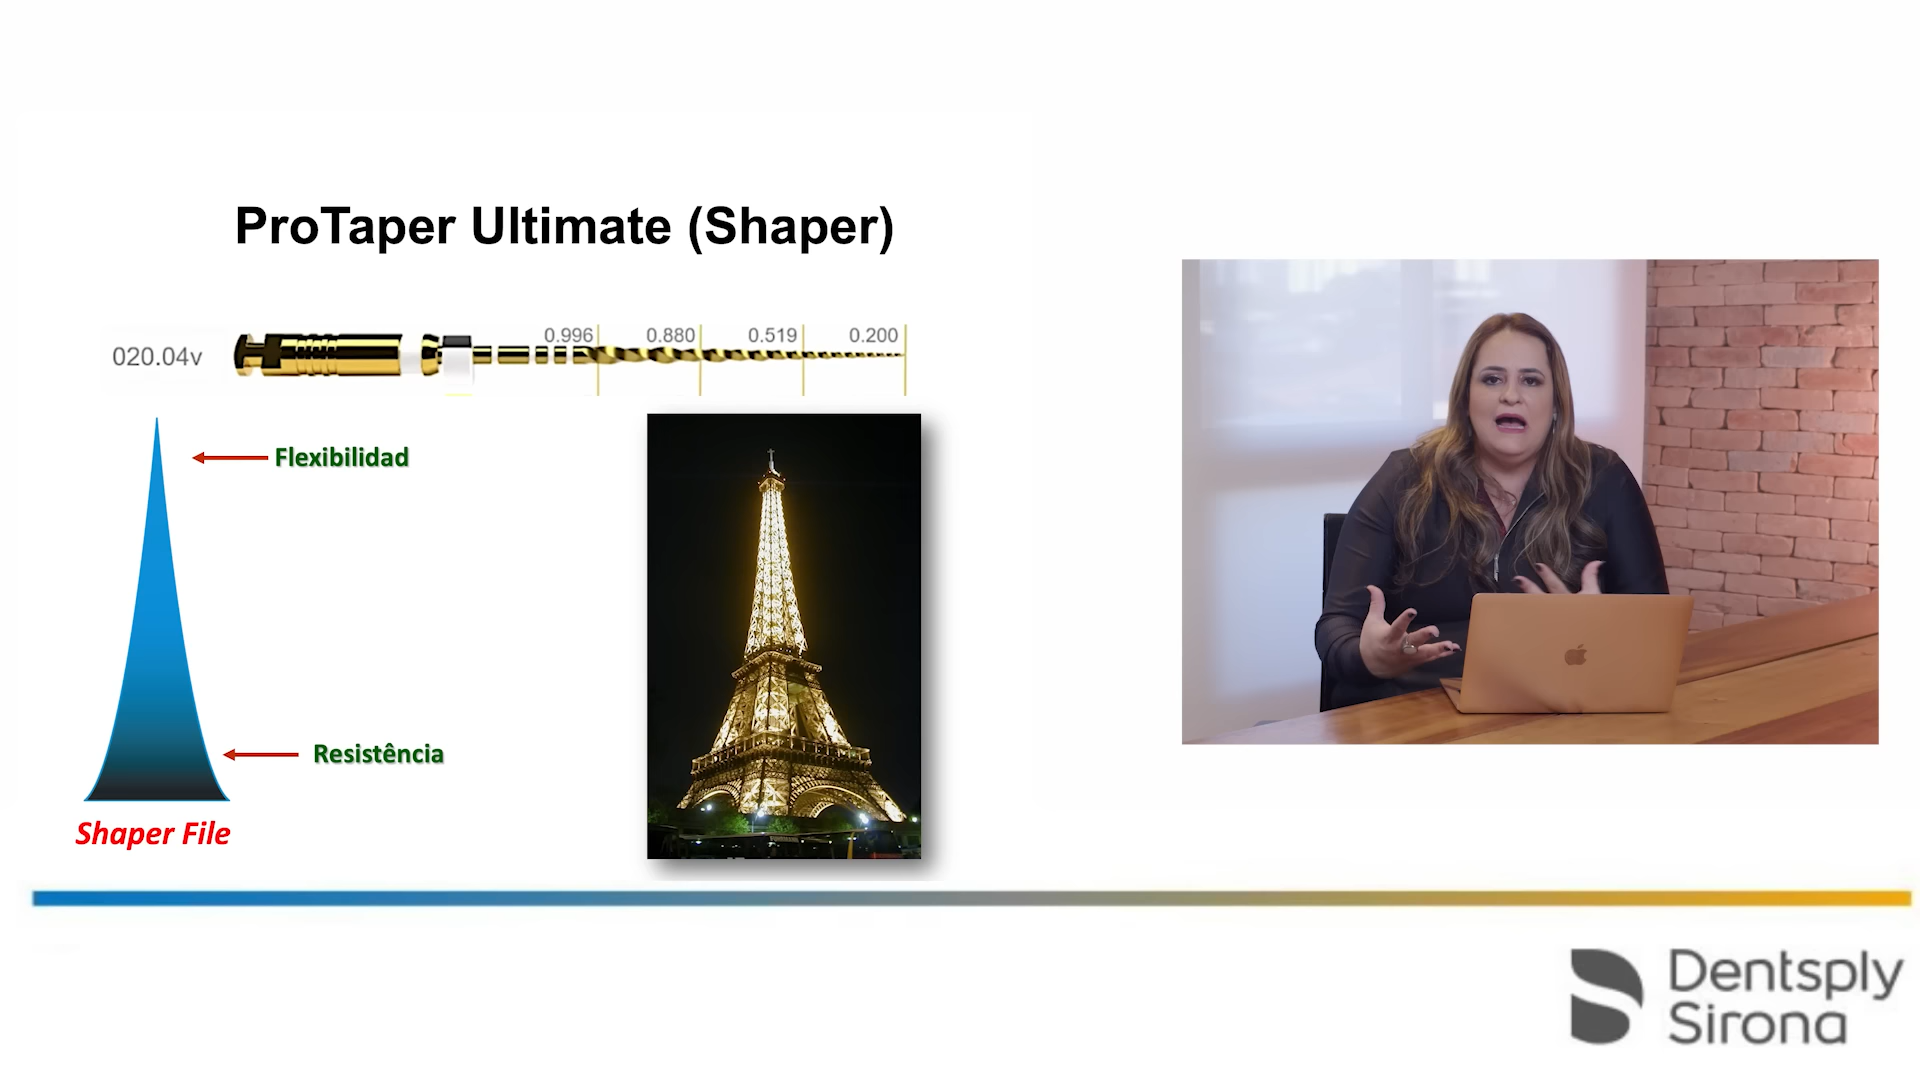 ProTaper Ultimate (Shaper)
020.04v
0.996
0.880
0.519
0.200
Flexibilidad
Resistência
Shaper File
Dentsply
Sirona